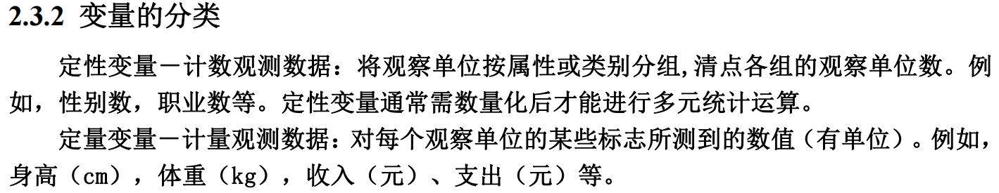 2.3.2 变量的分类
定性变量－计数观测数据：将观察单位按属性或类别分组,清点各组的观察单位数。例
如，性别数，职业数等。定性变量通常需数量化后才能进行多元统计运算。
定量变量－计量观测数据：对每个观察单位的某些标志所测到的数值（有单位）。例如，
身高（cm），体重（kg），收入（元）、支出（元）等。